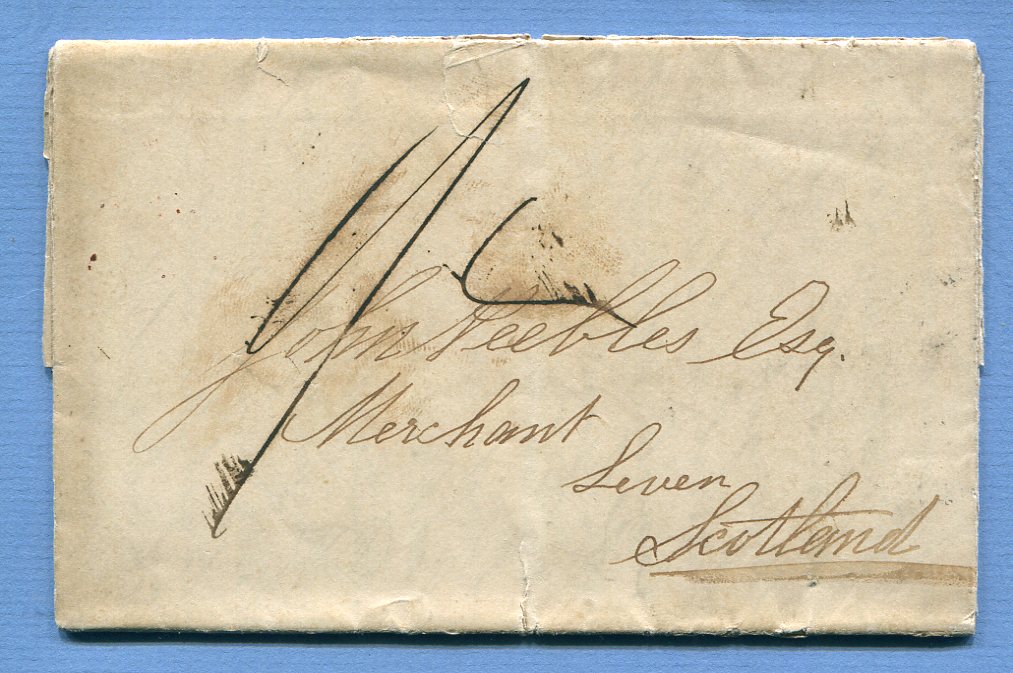 John Peebles Esq.
Merchant
Leven
Scotland